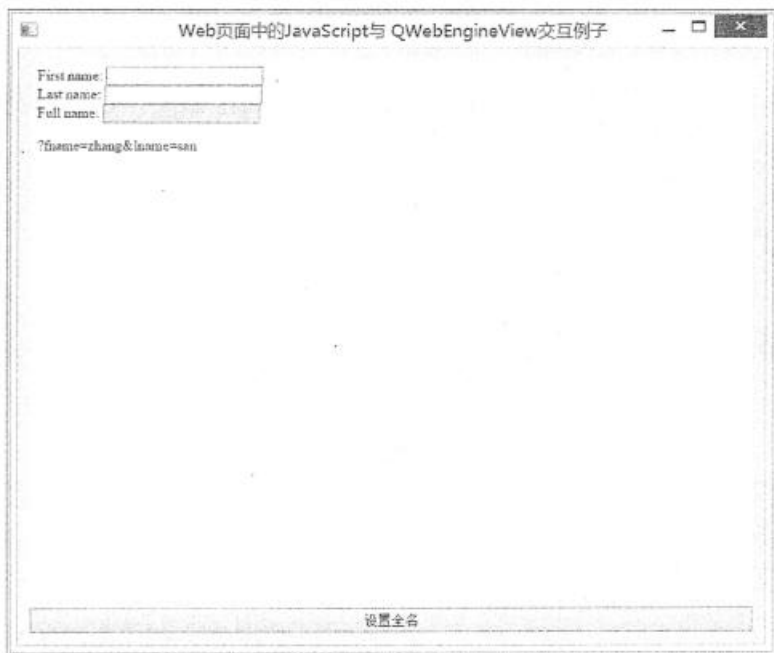 Web页面中的JavaScript与 QWebEngineView交互例子
First name:
Last name:
Full name:
?fname=zhang&lname=san
设置全名